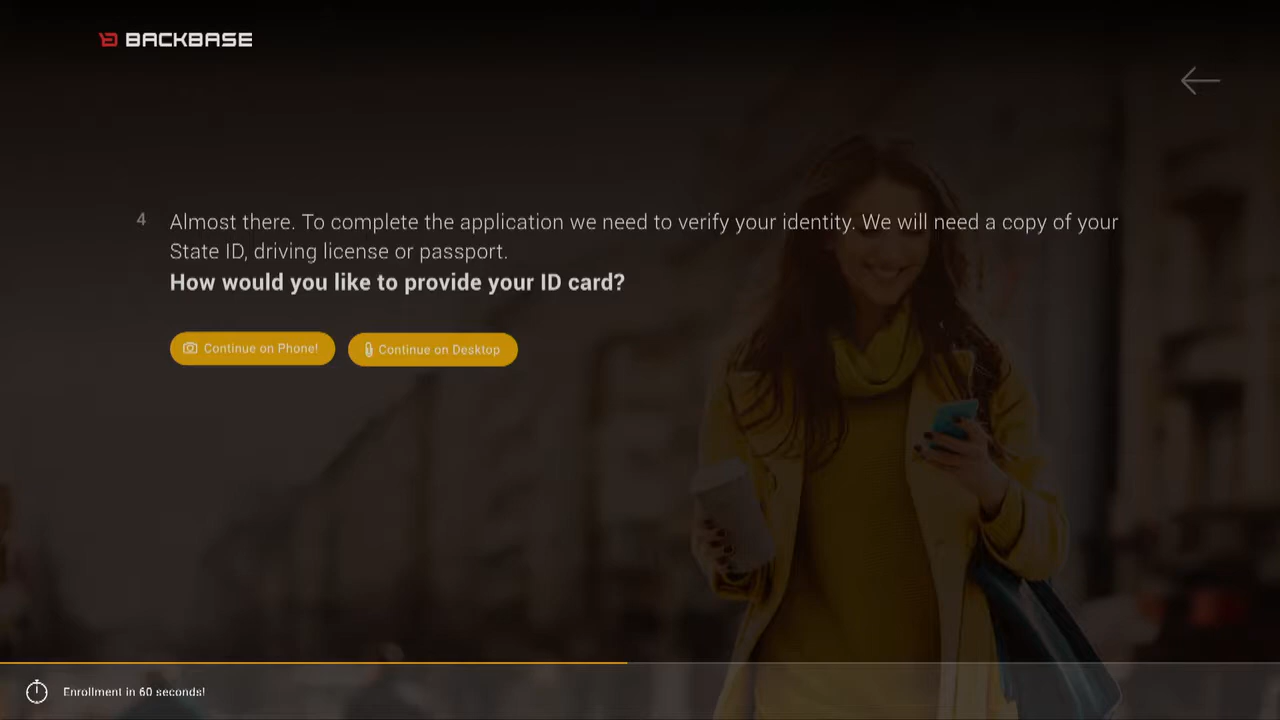 BACKBASE
4
Almost there. To complete the application we need to verify your identity. We will need a copy of your
State ID, driving license or passport.
How would you like to provide your ID card?
Continue on Phone!
Continue on Desktop
Enrollment in 60 seconds!